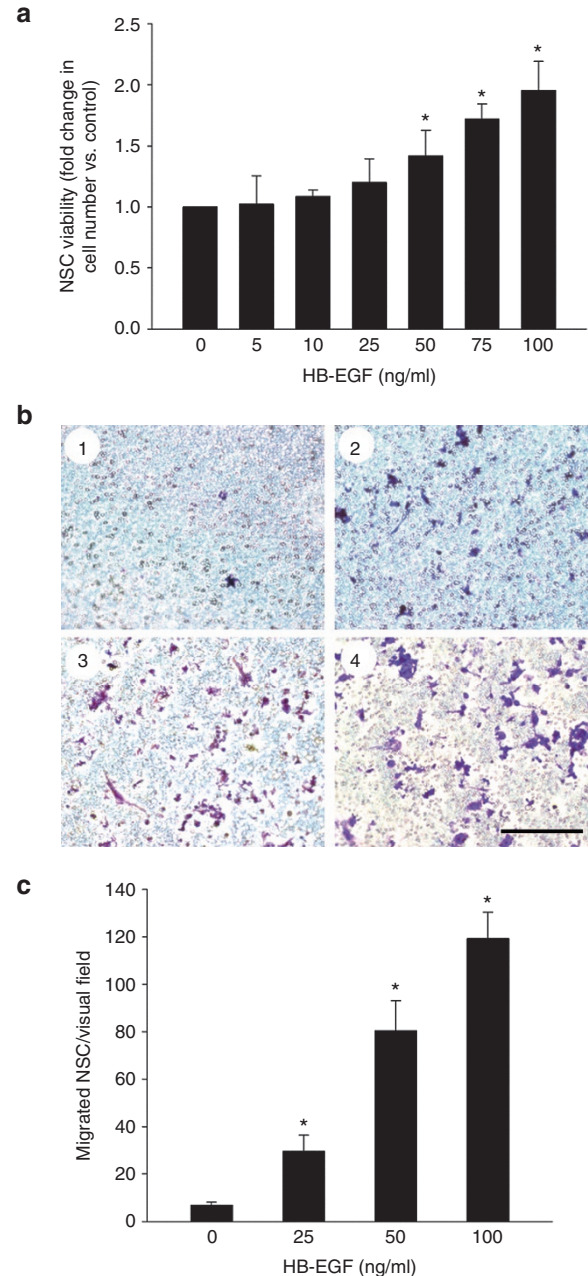 a
NSC viability (fold change in
cell number vs. control)
2.5
2.0
1.5
1.0
0.5
0.0
* * *
0 5 10 25 50 75 100
HB-EGF (ng/ml)
b
1 2
3 4
c
Migrated NSC/visual field
140
120
100
80
60
40
20
0
* * *
0 25 50 100
HB-EGF (ng/ml)